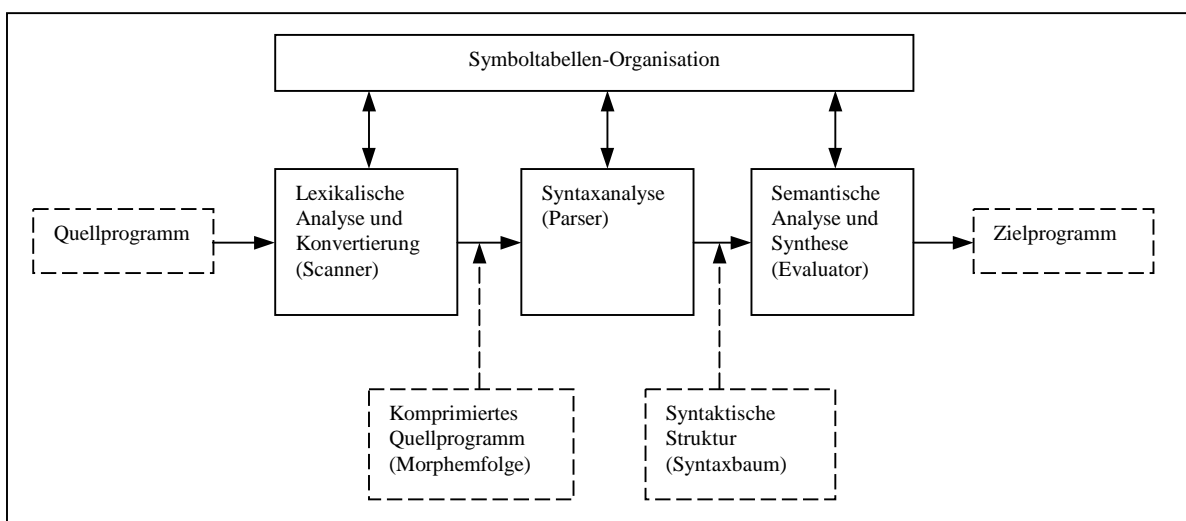 Symboltabellen-Organisation
Quellprogramm
Lexikalische
Analyse und
Konvertierung
(Scanner)
Syntaxanalyse
(Parser)
Semantische
Analyse und
Synthese
(Evaluator)
Zielprogramm
Komprimiertes
Quellprogramm
(Morphemfolge)
Syntaktische
Struktur
(Syntaxbaum)